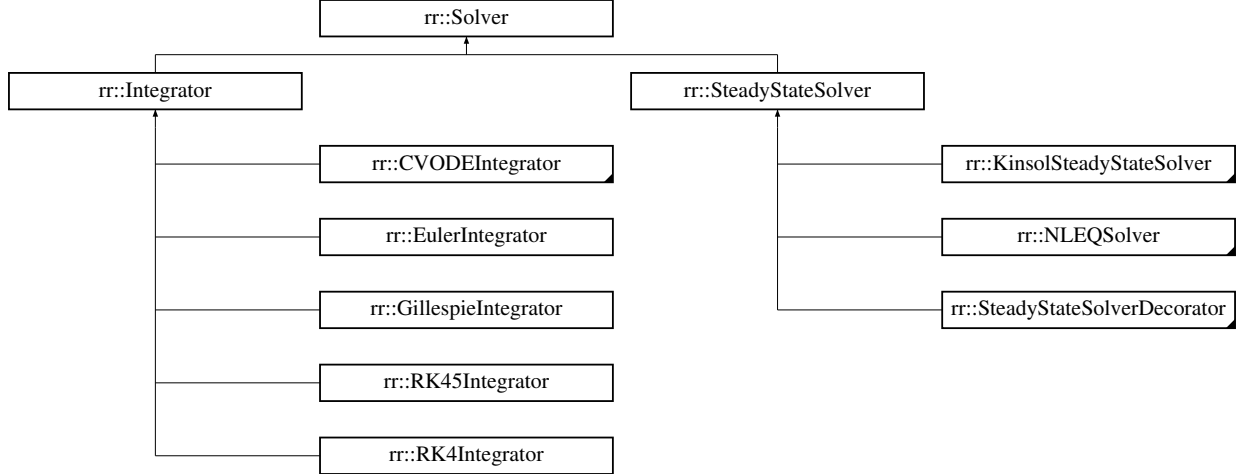 rr::Solver
rr::Integrator
rr::SteadyStateSolver
rr::CVODEIntegrator
rr::KinsolSteadyStateSolver
rr::EulerIntegrator
rr::NLEQSolver
rr::GillespieIntegrator
rr::SteadyStateSolverDecorator
rr::RK45Integrator
rr::RK4Integrator